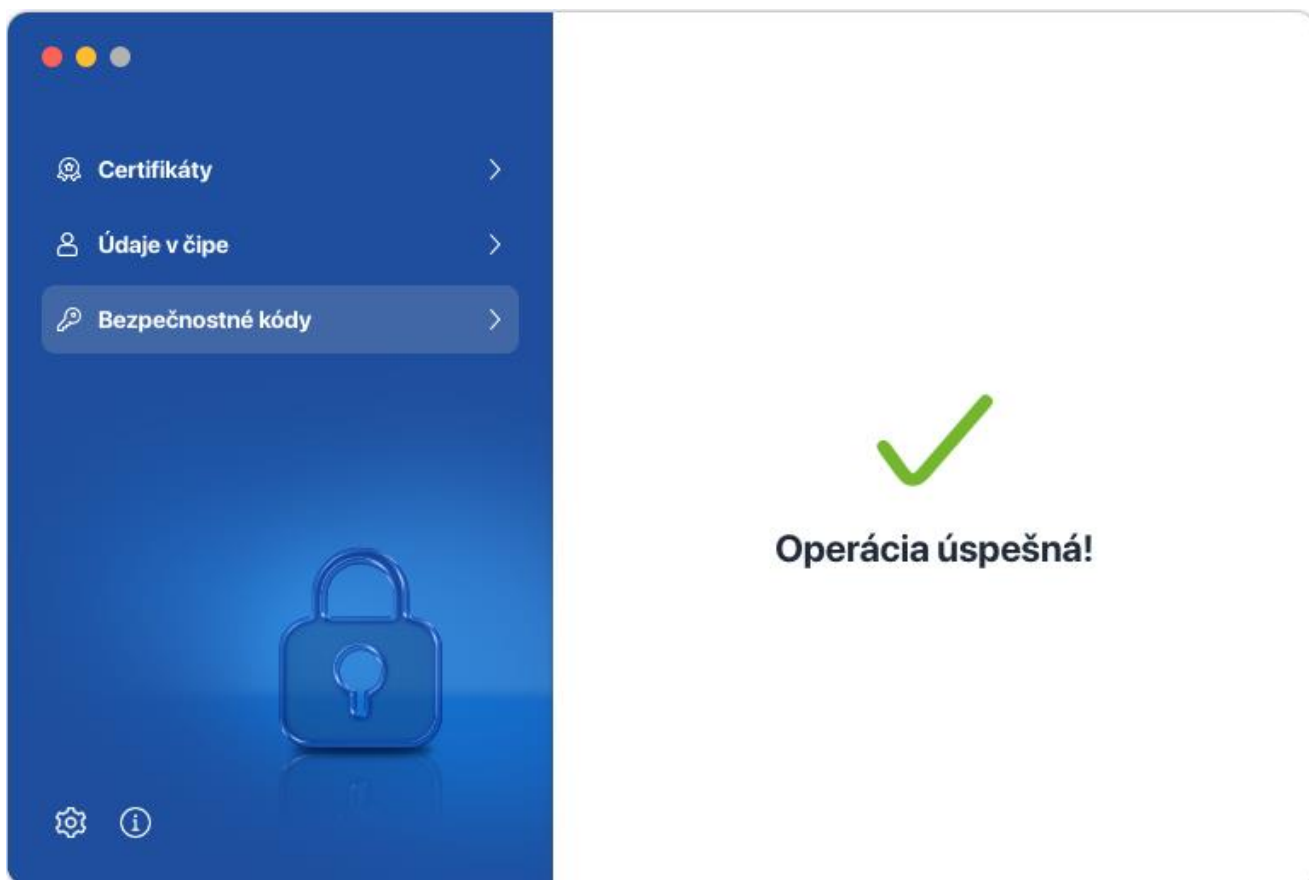 Certifikáty
Údaje v čipe
Bezpečnostné kódy
Operácia úspešná!